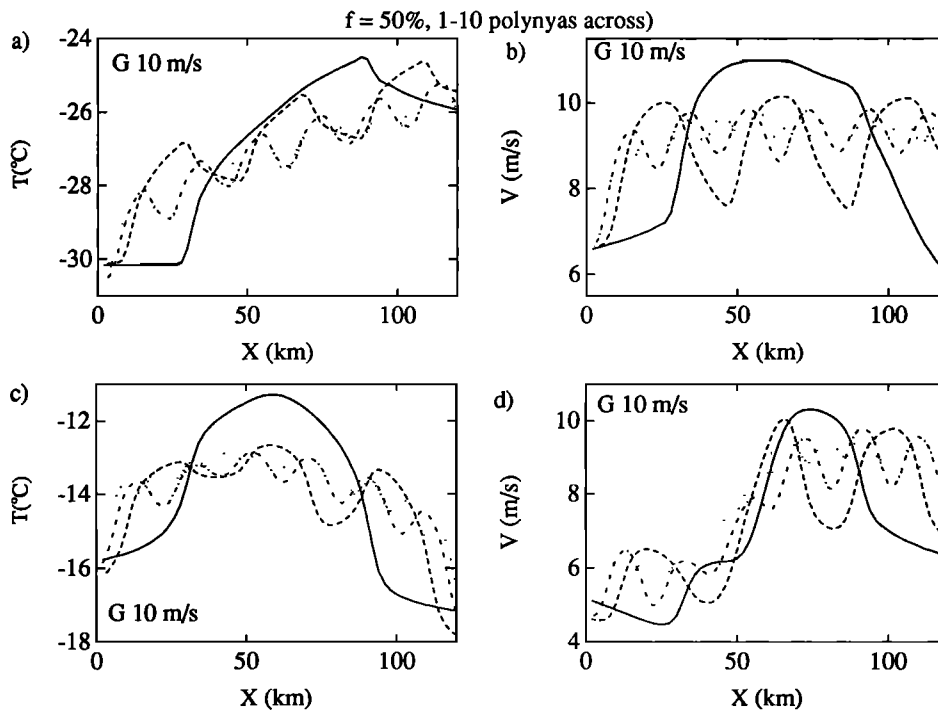 f = 50%, 1-10 polynyas across)
a)
G 10 m/s
T(°C)
-24
-26
-28
-30
0
50
100
X (km)
b)
G 10 m/s
V (m/s)
10
8
6
0
50
100
X (km)
c)
G 10 m/s
T(°C)
-12
-14
-16
-18
0
50
100
X (km)
d)
G 10 m/s
V (m/s)
10
8
6
4
0
50
100
X (km)